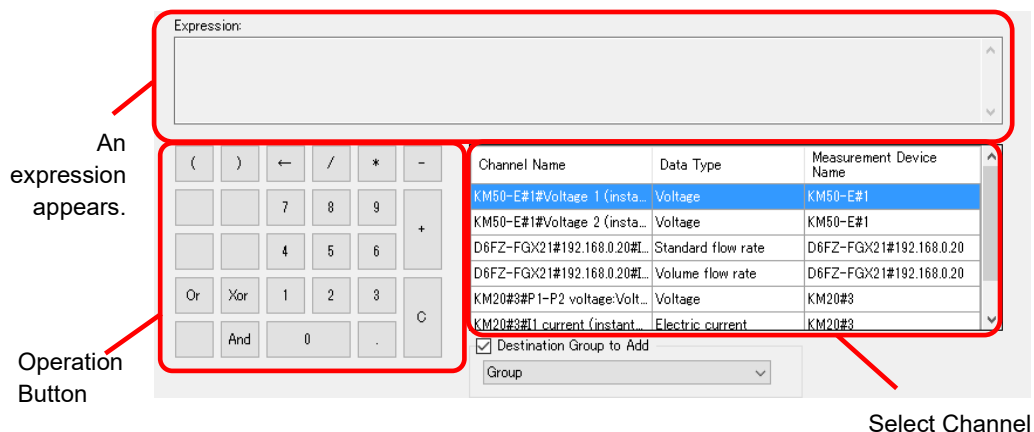 Expression:
An
expression
appears.
( ) ← / * -
7 8 9 +
4 5 6
Or Xor 1 2 3 C
And 0 .
Channel Name Data Type Measurement Device
Name
KM50-E#1#Voltage 1 (insta... Voltage KM50-E#1
KM50-E#1#Voltage 2 (insta... Voltage KM50-E#1
D6FZ-FGX21#192.168.0.20#I... Standard flow rate D6FZ-FGX21#192.168.0.20
D6FZ-FGX21#192.168.0.20#I... Volume flow rate D6FZ-FGX21#192.168.0.20
KM20#3#P1-P2 voltage:Volt... Voltage KM20#3
KM20#3#I1 current (instant... Electric current KM20#3
Destination Group to Add
Group
Operation
Button
Select Channel